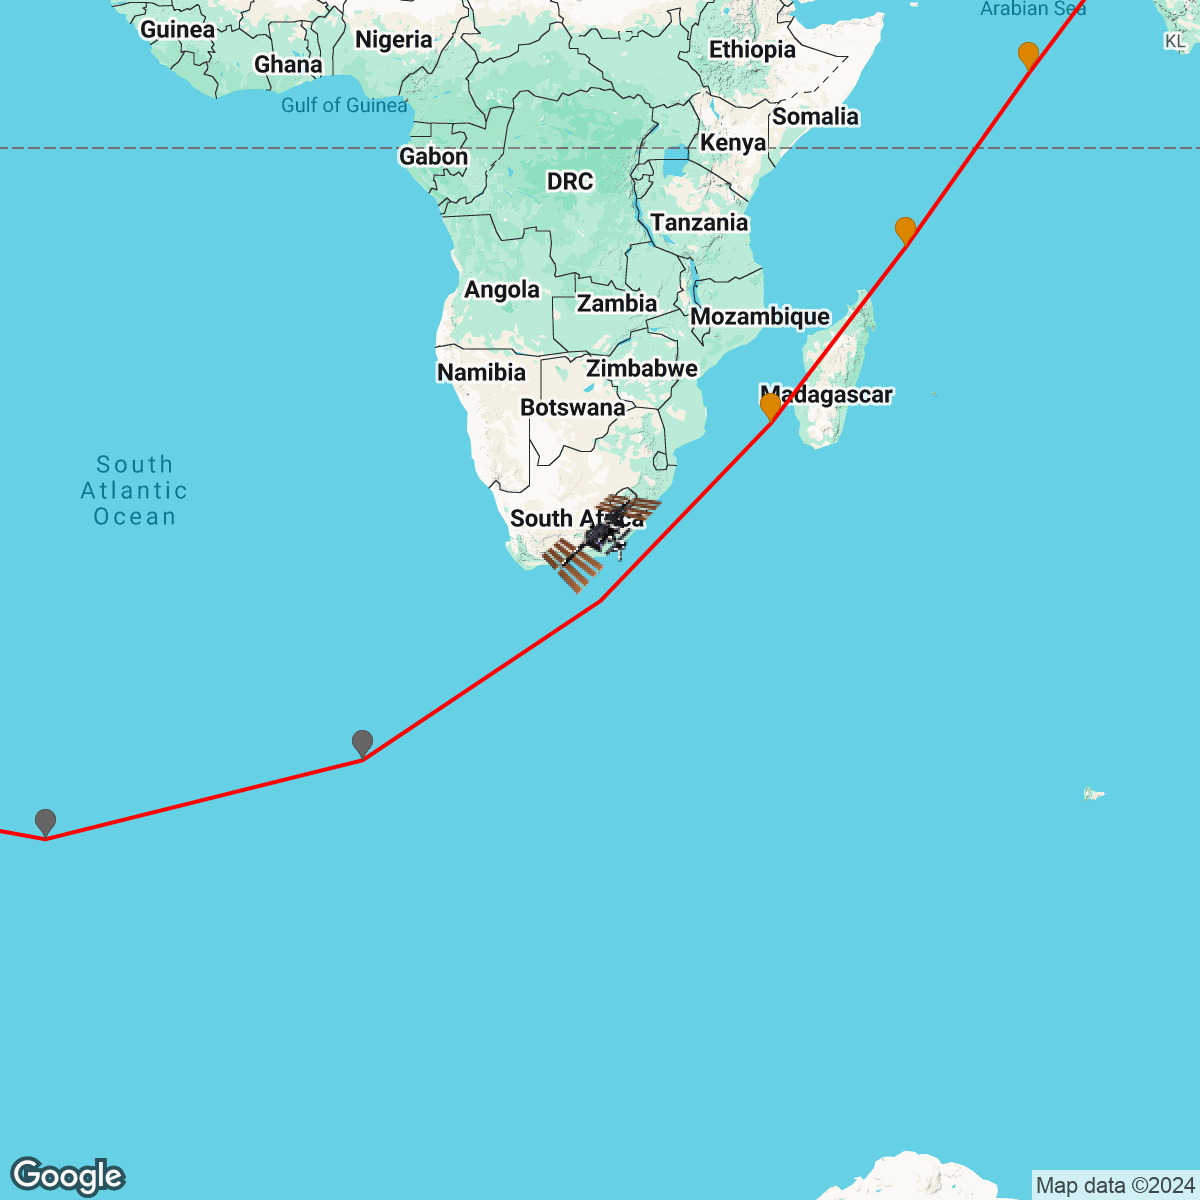 Arabian Sea
Guinea
Nigeria
KL
Ethiopia
Ghana
Gulf of Guinea
Somalia
Kenya
Gabon
DRC
Tanzania
Angola
Zambia
Mozambique
Namibia
Zimbabwe
Madagascar
Botswana
South
Atlantic
Ocean
South Africa
Google
Map data ©2024